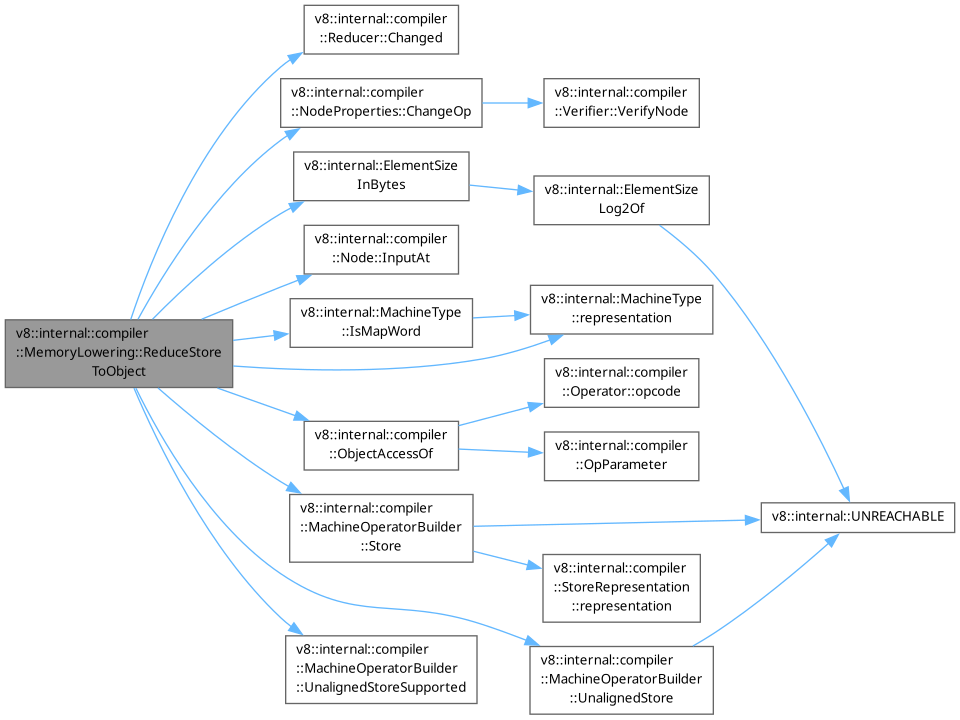 v8::internal::compiler
::Reducer::Changed
v8::internal::compiler
::NodeProperties::ChangeOp
v8::internal::compiler
::Verifier::VerifyNode
v8::internal::ElementSize
InBytes
v8::internal::ElementSize
Log2Of
v8::internal::compiler
::Node::InputAt
v8::internal::MachineType
::IsMapWord
v8::internal::MachineType
::representation
v8::internal::compiler
::MemoryLowering::ReduceStore
ToObject
v8::internal::compiler
::Operator::opcode
v8::internal::compiler
::ObjectAccessOf
v8::internal::compiler
::OpParameter
v8::internal::compiler
::MachineOperatorBuilder
::Store
v8::internal::UNREACHABLE
v8::internal::compiler
::StoreRepresentation
::representation
v8::internal::compiler
::MachineOperatorBuilder
::UnalignedStoreSupported
v8::internal::compiler
::MachineOperatorBuilder
::UnalignedStore